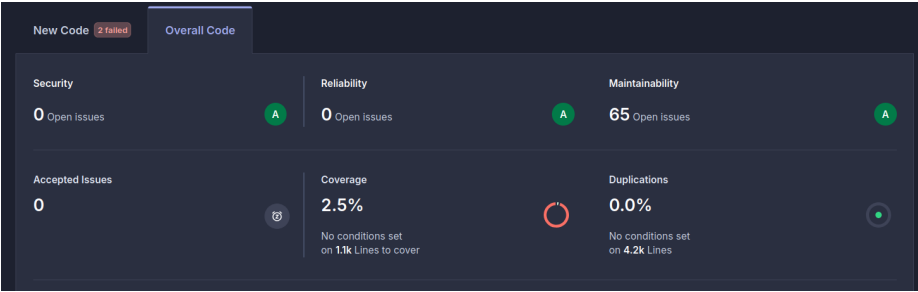 New Code 2 failed Overall Code
Security
0 Open issues A
Reliability
0 Open issues A
Maintainability
65 Open issues A
Accepted Issues
0
Coverage
2.5%
No conditions set
on 1.1k Lines to cover
Duplications
0.0%
No conditions set
on 4.2k Lines